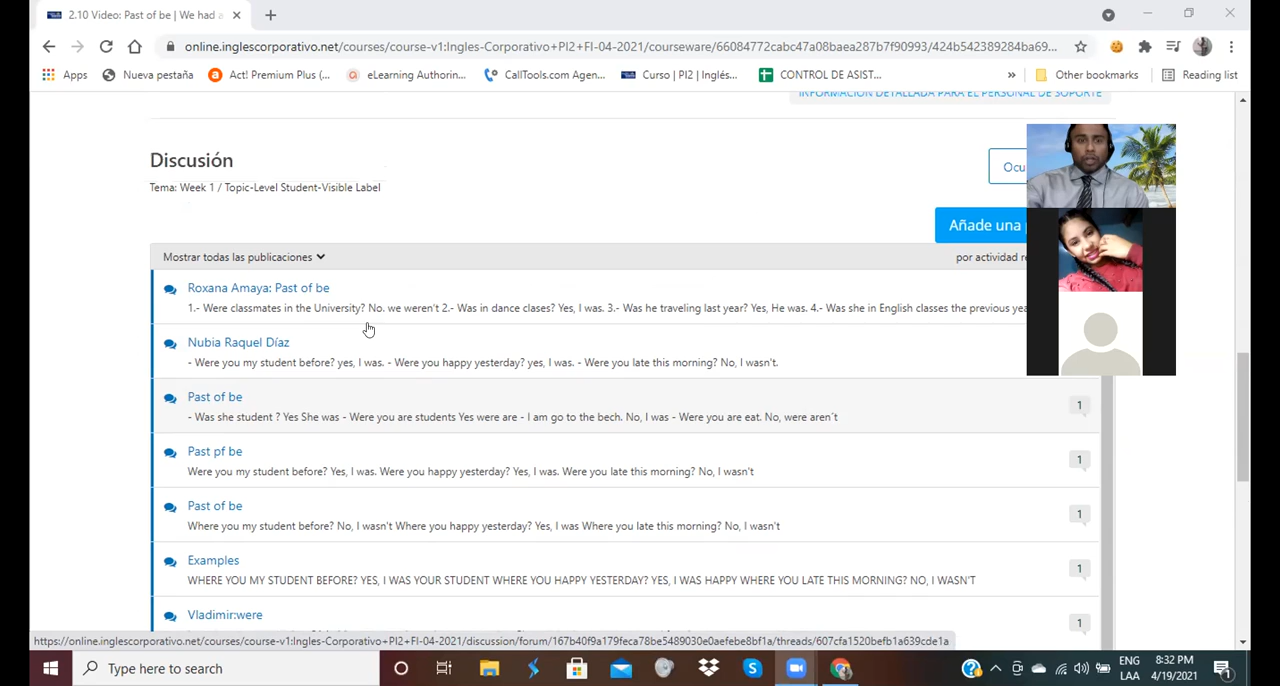 2.10 Video: Past of be | We had a
online.inglescorporativo.net/courses/course-v1:Ingles-Corporativo+PI2+FI-04-2021/courseware/66084772cabc47a08baea287b7f90993/424b542389284ba69...
Apps Nueva pestaña Act! Premium Plus (... eLearning Authorin... CallTools.com Agen... Curso | PI2 | Inglés... CONTROL DE ASIST... » Other bookmarks Reading list
INFORMACIÓN DETALLADA PARA EL PERSONAL DE SOPORTE
Discusión
Ocu
Tema: Week 1 / Topic-Level Student-Visible Label
Añade una
Mostrar todas las publicaciones por actividad re
Roxana Amaya: Past of be
1.- Were classmates in the University? No. we weren't 2.- Was in dance clases? Yes, I was. 3.- Was he traveling last year? Yes, He was. 4.- Was she in English classes the previous yea
Nubia Raquel Díaz
- Were you my student before? yes, I was. - Were you happy yesterday? yes, I was. - Were you late this morning? No, I wasn't.
Past of be
- Was she student ? Yes She was - Were you are students Yes were are - I am go to the bech. No, I was - Were you are eat. No, were aren´t
1
Past pf be
Were you my student before? Yes, I was. Were you happy yesterday? Yes, I was. Were you late this morning? No, I wasn't
1
Past of be
Where you my student before? No, I wasn't Where you happy yesterday? Yes, I was Where you late this morning? No, I wasn't
1
Examples
WHERE YOU MY STUDENT BEFORE? YES, I WAS YOUR STUDENT WHERE YOU HAPPY YESTERDAY? YES, I WAS HAPPY WHERE YOU LATE THIS MORNING? NO, I WASN'T
1
Vladimir:were
1
https://online.inglescorporativo.net/courses/course-v1:Ingles-Corporativo+PI2+FI-04-2021/discussion/forum/167b40f9a179feca78be5489030e0aefebe8bf1a/threads/607cfa1520befb1a639cde1a
Type here to search
ENG 8:32 PM
LAA 4/19/2021
1